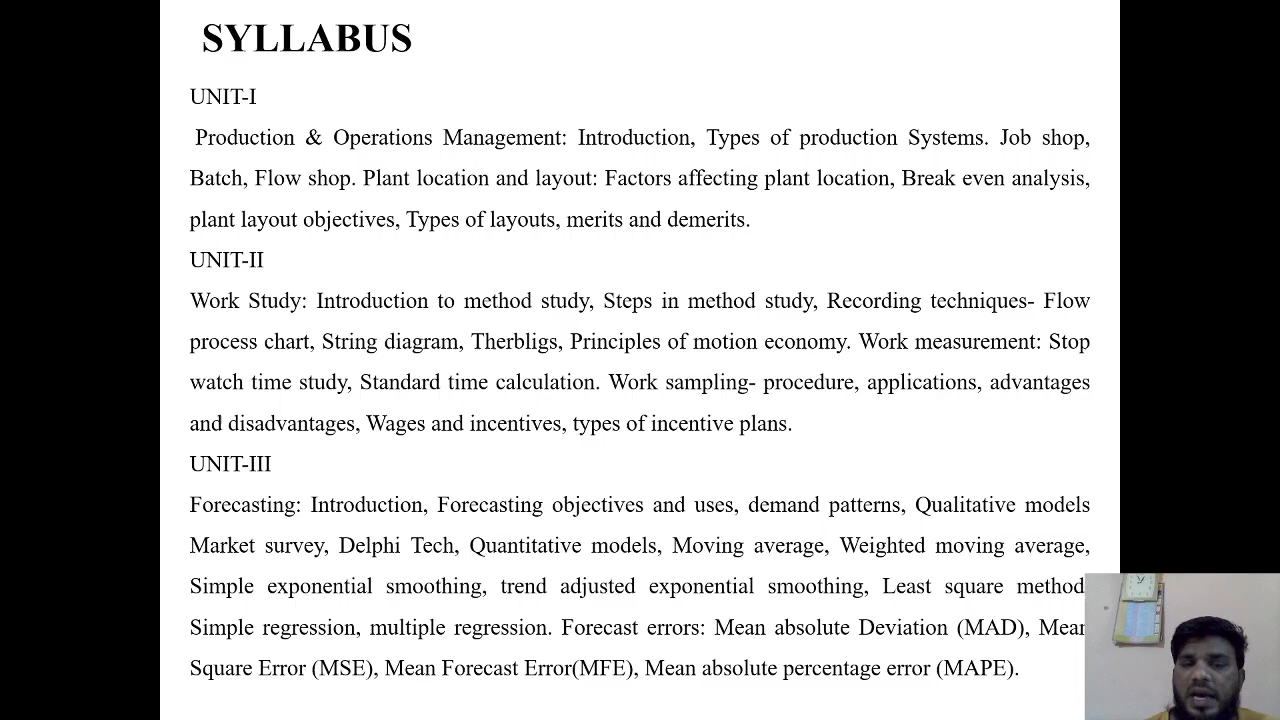 SYLLABUS
UNIT-I
Production & Operations Management: Introduction, Types of production Systems. Job shop,
Batch, Flow shop. Plant location and layout: Factors affecting plant location, Break even analysis,
plant layout objectives, Types of layouts, merits and demerits.
UNIT-II
Work Study: Introduction to method study, Steps in method study, Recording techniques- Flow
process chart, String diagram, Therbligs, Principles of motion economy. Work measurement: Stop
watch time study, Standard time calculation. Work sampling- procedure, applications, advantages
and disadvantages, Wages and incentives, types of incentive plans.
UNIT-III
Forecasting: Introduction, Forecasting objectives and uses, demand patterns, Qualitative models
Market survey, Delphi Tech, Quantitative models, Moving average, Weighted moving average,
Simple exponential smoothing, trend adjusted exponential smoothing, Least square method
Simple regression, multiple regression. Forecast errors: Mean absolute Deviation (MAD), Mean
Square Error (MSE), Mean Forecast Error(MFE), Mean absolute percentage error (MAPE).